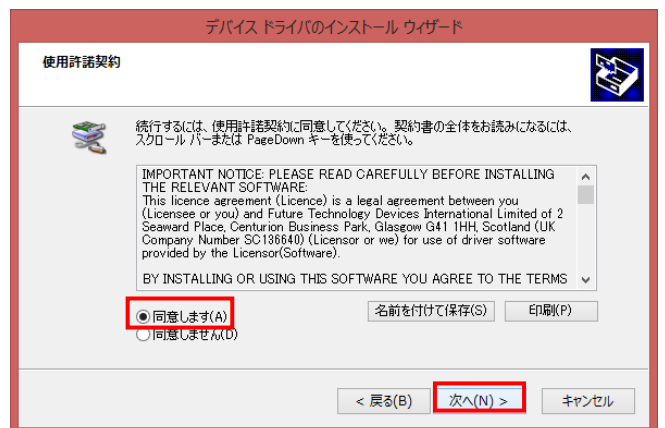 デバイス ドライバのインストール ウィザード
使用許諾契約
続行するには、使用許諾契約に同意してください。契約書の全体をお読みになるには、
スクロール バーまたは PageDown キーを使ってください。
IMPORTANT NOTICE: PLEASE READ CAREFULLY BEFORE INSTALLING
THE RELEVANT SOFTWARE:
This licence agreement (Licence) is a legal agreement between you
(Licensee or you) and Future Technology Devices International Limited of 2
Seaward Place, Centurion Business Park, Glasgow G41 1HH, Scotland (UK
Company Number SC136640) (Licensor or we) for use of driver software
provided by the Licensor(Software).
BY INSTALLING OR USING THIS SOFTWARE YOU AGREE TO THE TERMS
同意します(A)
名前を付けて保存(S)
印刷(P)
同意しません(D)
< 戻る(B)
次へ(N) >
キャンセル